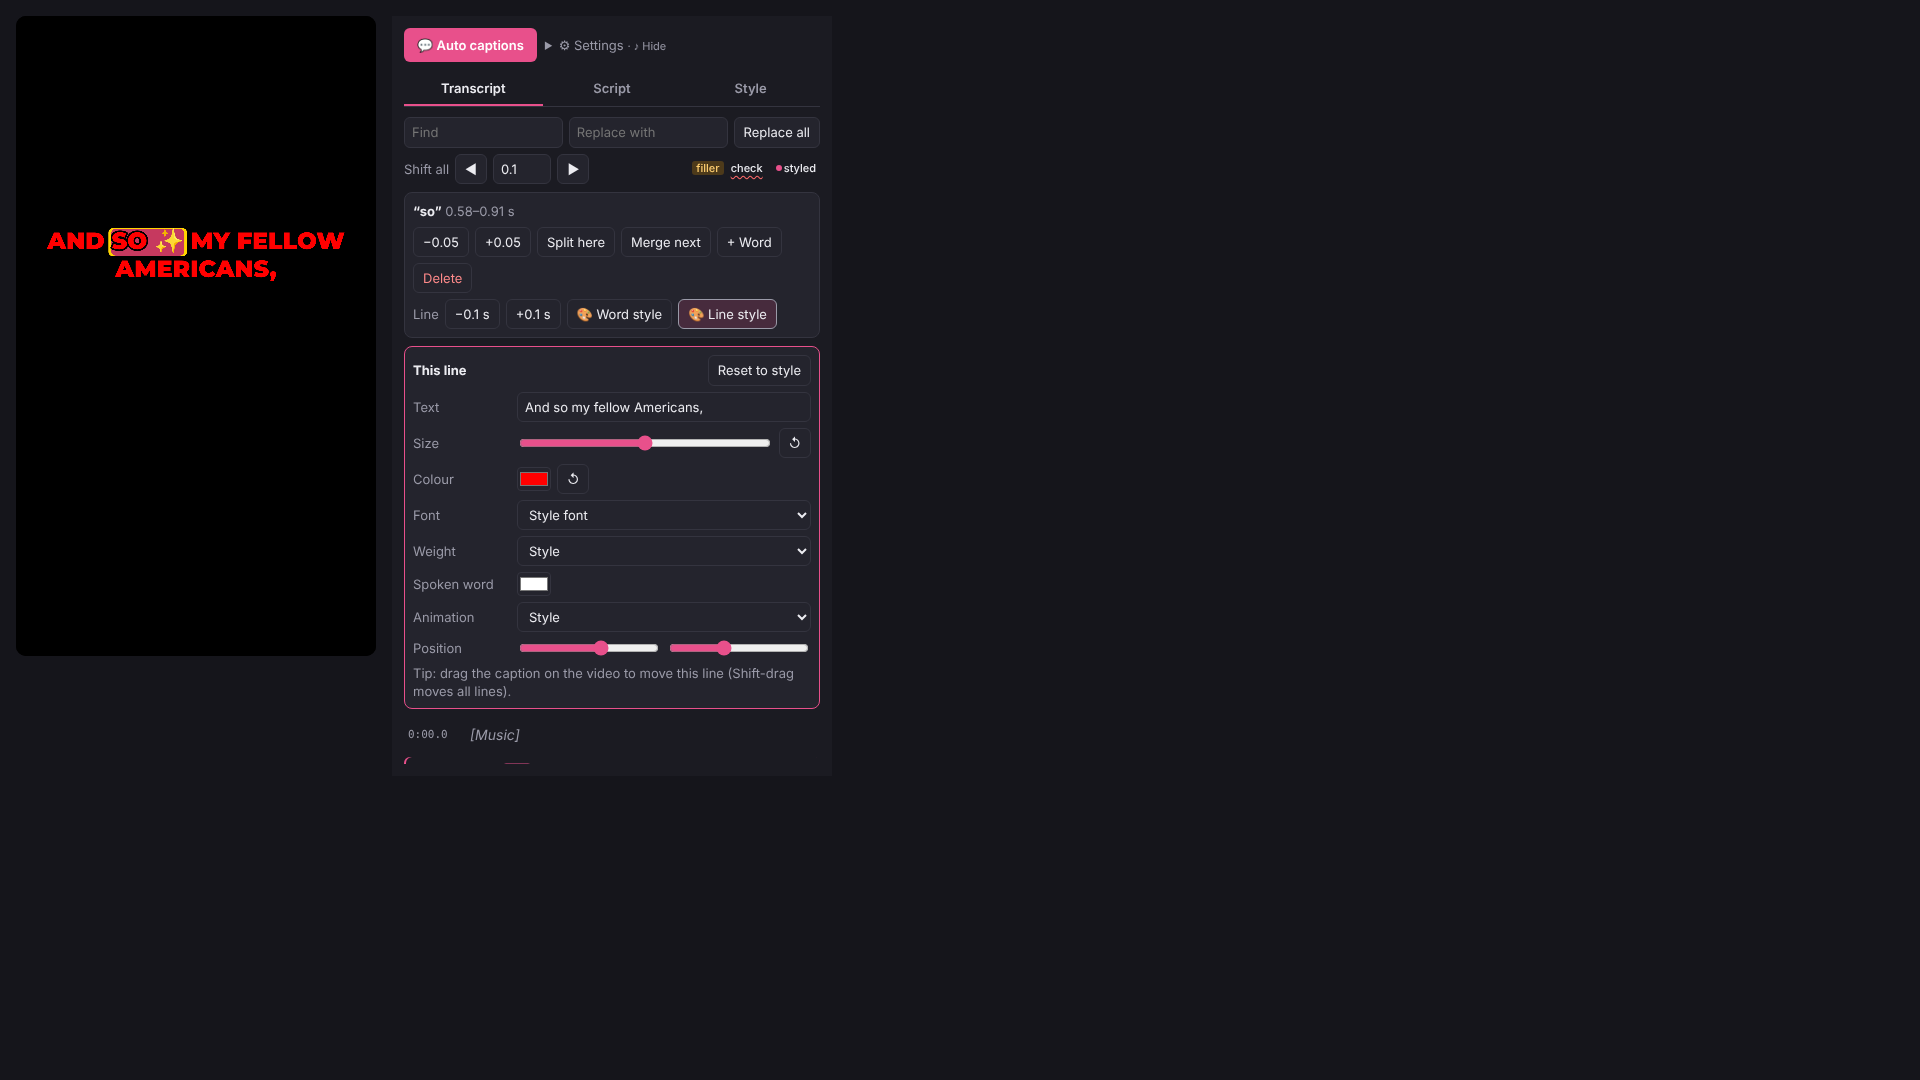 AND SO ✨ MY FELLOW
AMERICANS,
💬 Auto captions ▶ ⚙ Settings · ♪ Hide
Transcript Script Style
Find Replace with Replace all
Shift all ◀ 0.1 ▶ filler check styled
“so” 0.58–0.91 s
−0.05 +0.05 Split here Merge next + Word
Delete
Line −0.1 s +0.1 s 🎨 Word style 🎨 Line style
This line Reset to style
Text And so my fellow Americans,
Size
Colour
Font Style font
Weight Style
Spoken word
Animation Style
Position
Tip: drag the caption on the video to move this line (Shift-drag
moves all lines).
0:00.0 [Music]